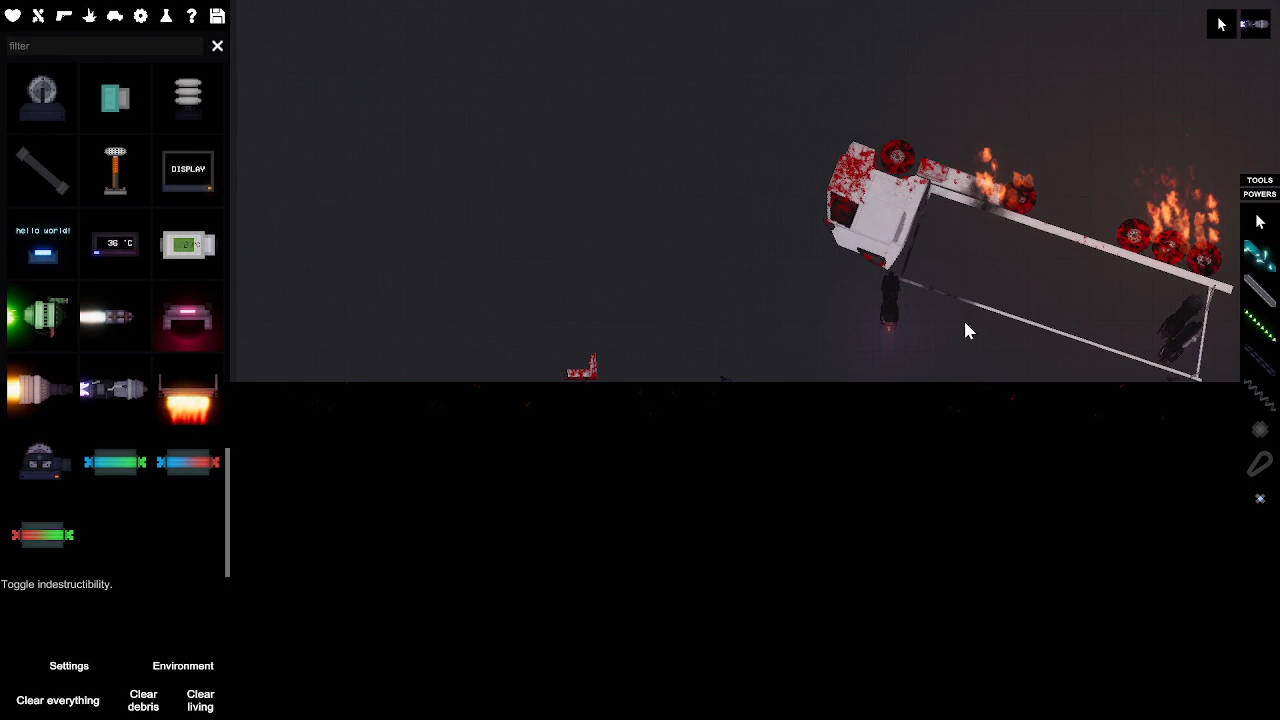 filter
DISPLAY
hello world!
36 °C
Toggle indestructibility.
Settings
Environment
Clear everything
Clear debris
Clear living
TOOLS
POWERS